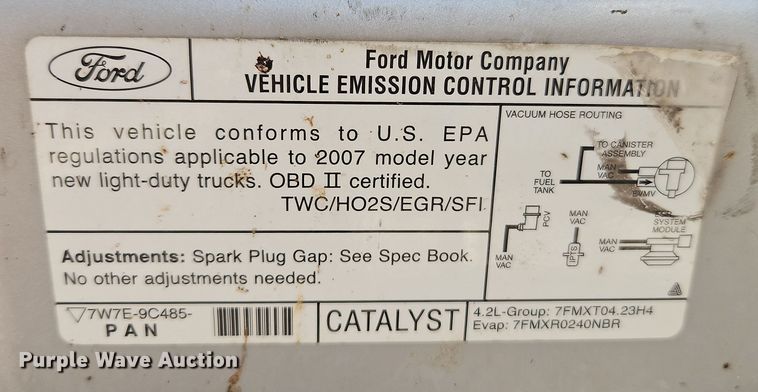 Ford
Ford Motor Company
VEHICLE EMISSION CONTROL INFORMATION
This vehicle conforms to U.S. EPA
regulations applicable to 2007 model year
new light-duty trucks. OBD II certified.
TWC/HO2S/EGR/SFI
Adjustments: Spark Plug Gap: See Spec Book.
No other adjustments needed.
VACUUM HOSE ROUTING
TO CANISTER
ASSEMBLY
MAN
VAC
TO
FUEL
TANK
EVMV
PCV
MAN
VAC
MAN
VAC
SYSTEM
MODULE
MAN
VAC
7W7E-9C485-
PAN
CATALYST
4.2L-Group: 7FMXT04.23H4
Evap: 7FMXR0240NBR
Purple Wave Auction